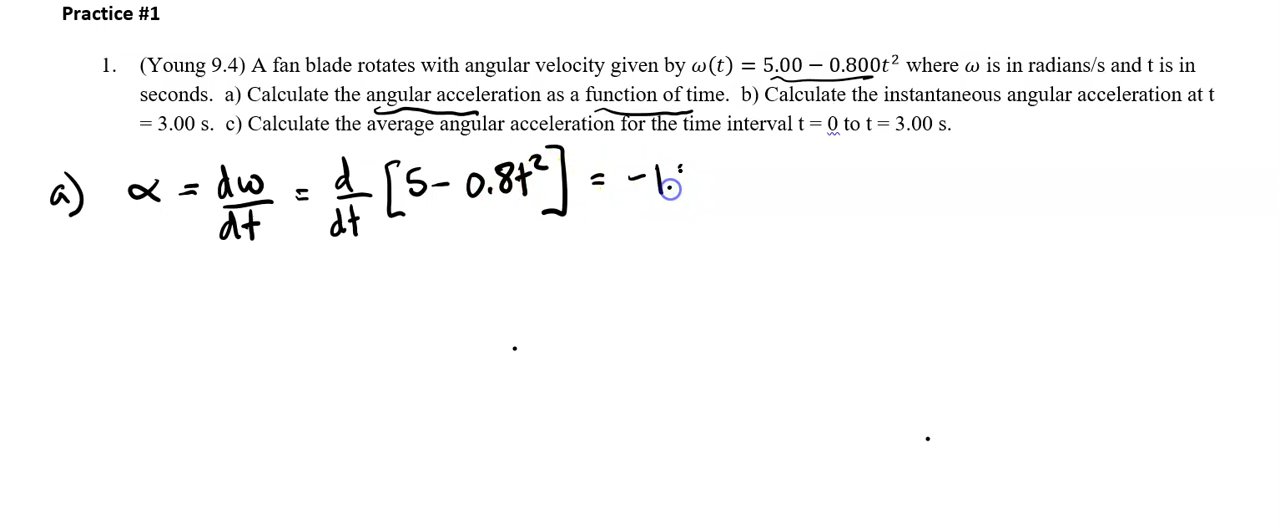 Practice #1
1. (Young 9.4) A fan blade rotates with angular velocity given by ω(t) = 5.00 − 0.800t² where ω is in radians/s and t is in
seconds. a) Calculate the angular acceleration as a function of time. b) Calculate the instantaneous angular acceleration at t
= 3.00 s. c) Calculate the average angular acceleration for the time interval t = 0 to t = 3.00 s.
a) α = dω/dt = d/dt [5 - 0.8t²] = -